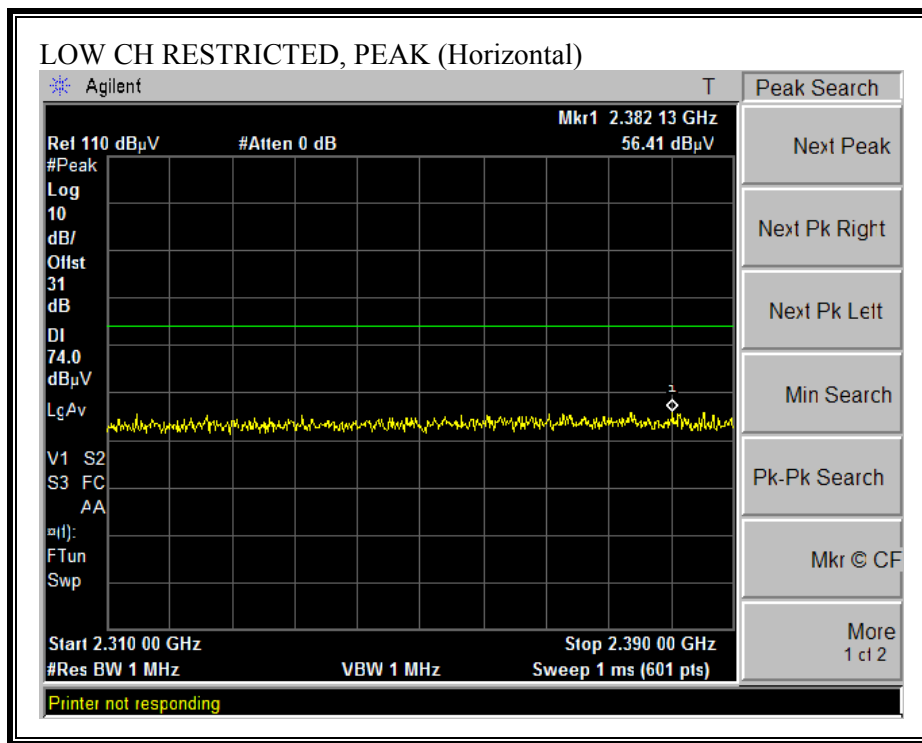 LOW CH RESTRICTED, PEAK (Horizontal)
Agilent T
Peak Search
Mkr1 2.382 13 GHz
Ref 110 dBµV #Atten 0 dB 56.41 dBµV
#Peak
Log
10
dB/
Offst
31
dB
DI
74.0
dBµV
LgAv
1
V1 S2
S3 FC
AA
¤(f):
FTun
Swp
Start 2.310 00 GHz Stop 2.390 00 GHz
#Res BW 1 MHz VBW 1 MHz Sweep 1 ms (601 pts)
Printer not responding
Next Peak
Next Pk Right
Next Pk Left
Min Search
Pk-Pk Search
Mkr © CF
More
1 of 2